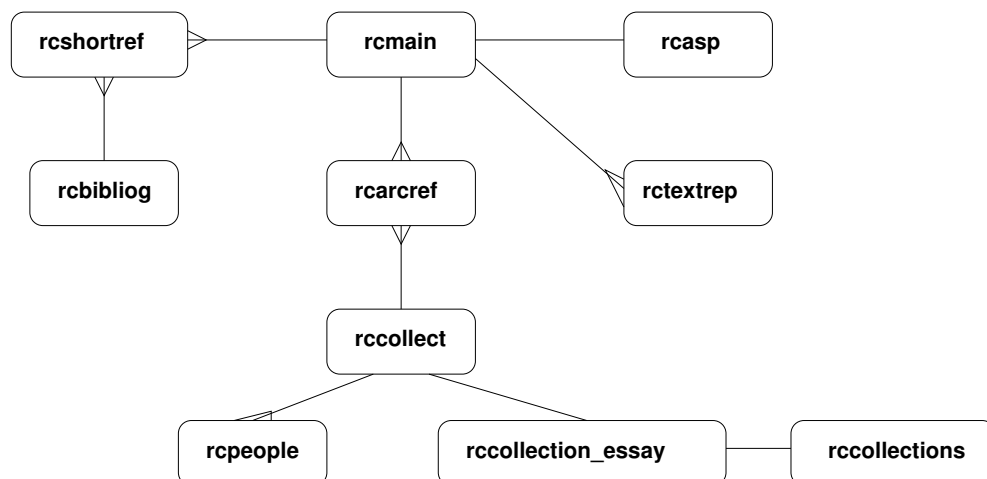 rcshortref
rcmain
rcasp
rcbibliog
rcarcref
rctextrep
rccollect
rcpeople
rccollection_essay
rccollections